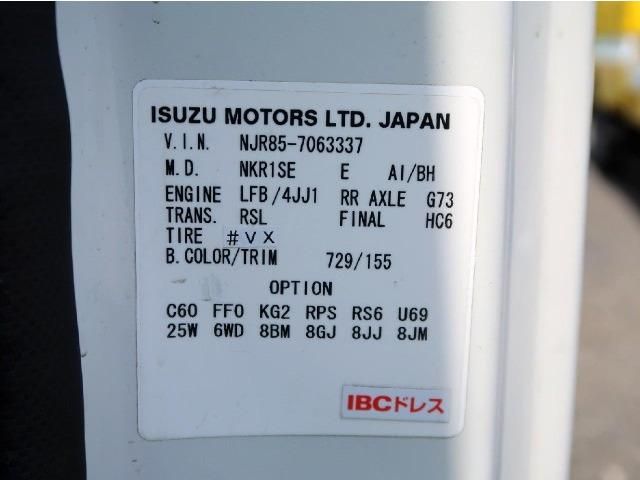 ISUZU MOTORS LTD. JAPAN
V.I.N. NJR85-7063337
M.D. NKR1SE E AI/BH
ENGINE LFB/4JJ1 RR AXLE G73
TRANS. RSL FINAL HC6
TIRE #VX
B.COLOR/TRIM 729/155
OPTION
C60 FF0 KG2 RPS RS6 U69
25W 6WD 8BM 8GJ 8JJ 8JM
IBCドレス